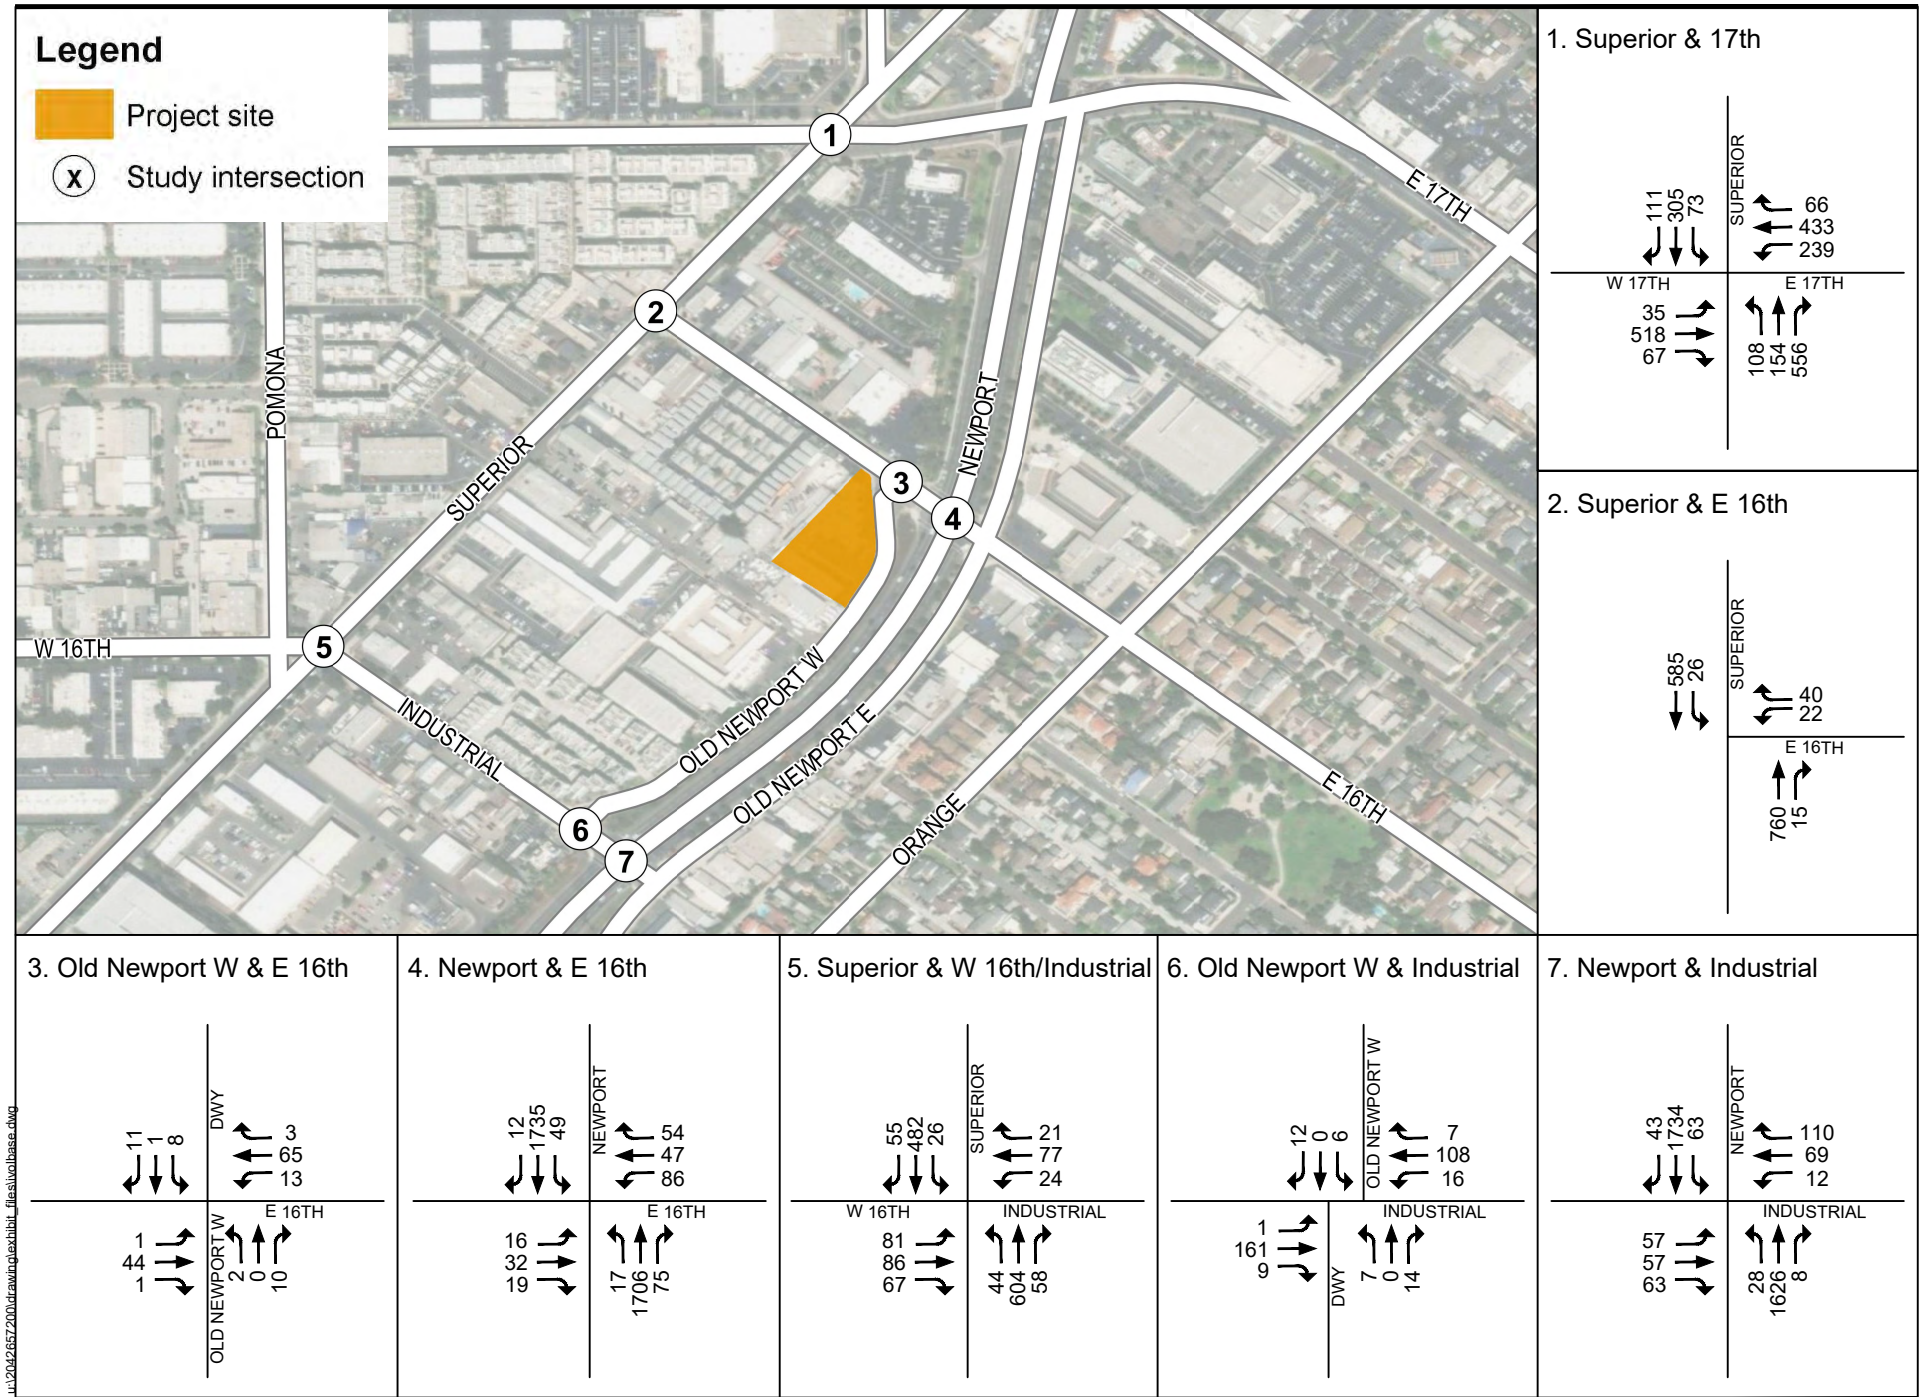 Legend
Project site
X Study intersection
1
2
3
4
5
6
7
E 17TH
POMONA
SUPERIOR
NEWPORT
W 16TH
INDUSTRIAL
OLD NEWPORT W
OLD NEWPORT E
ORANGE
E 16TH
1. Superior & 17th
SUPERIOR
111 305 73
66
433
239
W 17TH E 17TH
35
518
67
108 154 556
2. Superior & E 16th
SUPERIOR
585 26
40
22
E 16TH
760 15
3. Old Newport W & E 16th
DWY
11 1 8
3
65
13
E 16TH
1
44
1
OLD NEWPORT W
2 0 10
4. Newport & E 16th
NEWPORT
12 1735 49
54
47
86
E 16TH
16
32
19
17 1706 75
5. Superior & W 16th/Industrial
SUPERIOR
55 482 26
21
77
24
W 16TH INDUSTRIAL
81
86
67
44 604 58
6. Old Newport W & Industrial
OLD NEWPORT W
12 0 6
7
108
16
INDUSTRIAL
1
161
9
DWY
7 0 14
7. Newport & Industrial
NEWPORT
43 1734 63
110
69
12
INDUSTRIAL
57
57
63
28 1626 8
u:\2042657200\drawing\exhibit_files\ivolbase.dwg